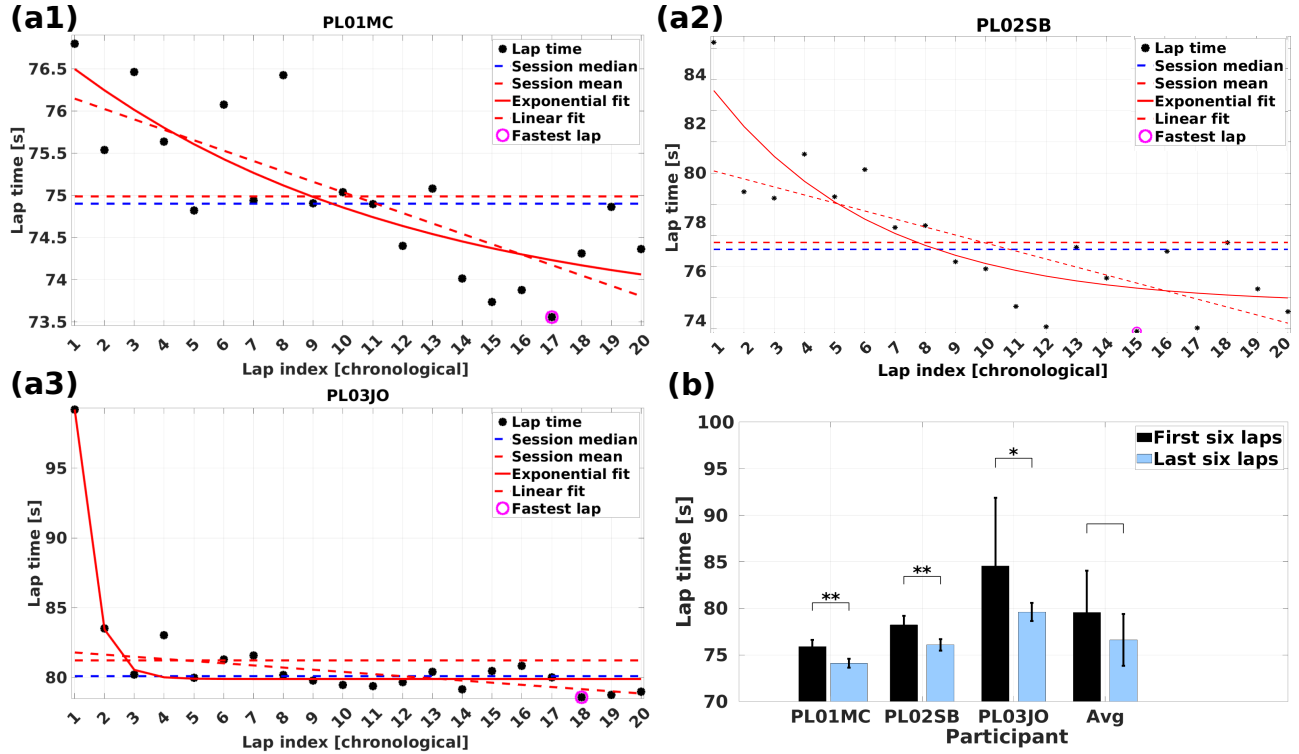 (a1)
PL01MC
Lap time [s]
76.5
76
75.5
75
74.5
74
73.5
Lap time
Session median
Session mean
Exponential fit
Linear fit
Fastest lap
1 2 3 4 5 6 7 8 9 10 11 12 13 14 15 16 17 18 19 20
Lap index [chronological]
(a2)
PL02SB
Lap time [s]
84
82
80
78
76
74
Lap time
Session median
Session mean
Exponential fit
Linear fit
Fastest lap
1 2 3 4 5 6 7 8 9 10 11 12 13 14 15 16 17 18 19 20
Lap index [chronological]
(a3)
PL03JO
Lap time [s]
95
90
85
80
Lap time
Session median
Session mean
Exponential fit
Linear fit
Fastest lap
1 2 3 4 5 6 7 8 9 10 11 12 13 14 15 16 17 18 19 20
Lap index [chronological]
(b)
Lap time [s]
100
95
90
85
80
75
70
First six laps
Last six laps
**
**
*
PL01MC PL02SB PL03JO Avg
Participant